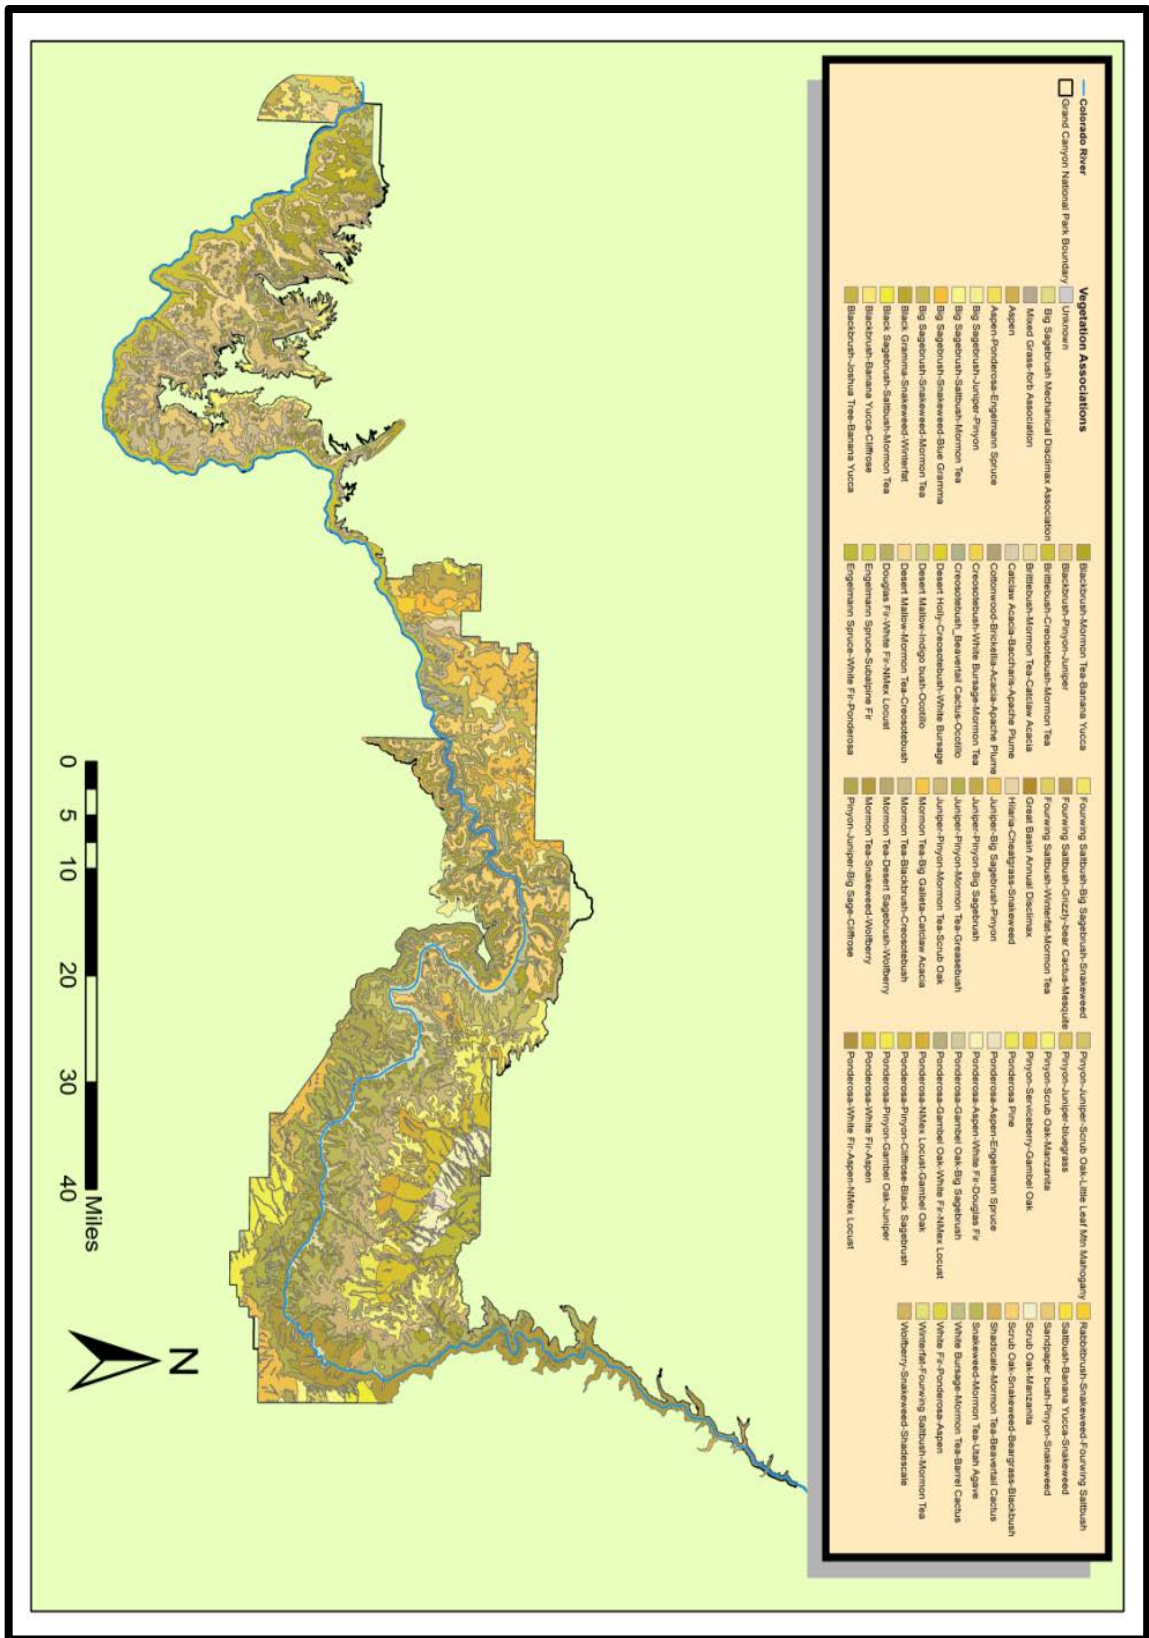 Colorado River
Grand Canyon National Park Boundary
Vegetation Associations
Unknown
Big Sagebrush Mechanical Disclimax Association
Mixed Grass-forb Association
Aspen
Aspen-Ponderosa-Engelmann Spruce
Big Sagebrush-Juniper-Pinyon
Big Sagebrush-Saltbush-Mormon Tea
Big Sagebrush-Snakeweed-Blue Gramma
Big Sagebrush-Snakeweed-Mormon Tea
Black Gramma-Snakeweed-Winterfat
Black Sagebrush-Saltbush-Mormon Tea
Blackbrush-Banana Yucca-Cliffrose
Blackbrush-Joshua Tree-Banana Yucca
Blackbrush-Mormon Tea-Banana Yucca
Blackbrush-Pinyon-Juniper
Brittlebush-Creosotebush-Mormon Tea
Brittlebush-Mormon Tea-Catclaw Acacia
Catclaw Acacia-Baccharis-Apache Plume
Cottonwood-Brickellia-Acacia-Apache Plume
Creosotebush-White Bursage-Mormon Tea
Creosotebush_Beavertail Cactus-Ocotillo
Desert Holly-Creosotebush-White Bursage
Desert Mallow-Indigo bush-Ocotillo
Desert Mallow-Mormon Tea-Creosotebush
Douglas Fir-White Fir-NMex Locust
Engelmann Spruce-Subalpine Fir
Engelmann Spruce-White Fir-Ponderosa
Fourwing Saltbush-Big Sagebrush-Snakeweed
Fourwing Saltbush-Grizzly-bear Cactus-Mesquite
Fourwing Saltbush-Winterfat-Mormon Tea
Great Basin Annual Disclimax
Hilaria-Cheatgrass-Snakeweed
Juniper-Big Sagebrush-Pinyon
Juniper-Pinyon-Big Sagebrush
Juniper-Pinyon-Mormon Tea-Greasebush
Juniper-Pinyon-Mormon Tea-Scrub Oak
Mormon Tea-Big Galleta-Catclaw Acacia
Mormon Tea-Blackbrush-Creosotebush
Mormon Tea-Desert Sagebrush-Wolfberry
Mormon Tea-Snakeweed-Wolfberry
Pinyon-Juniper-Big Sage-Cliffrose
Pinyon-Juniper-Scrub Oak-Little Leaf Mtn Mahogany
Pinyon-Juniper-bluegrass
Pinyon-Scrub Oak-Manzanita
Pinyon-Serviceberry-Gambel Oak
Ponderosa Pine
Ponderosa-Aspen-Engelmann Spruce
Ponderosa-Aspen-White Fir-Douglas Fir
Ponderosa-Gambel Oak-Big Sagebrush
Ponderosa-Gambel Oak-White Fir-NMex Locust
Ponderosa-NMex Locust-Gambel Oak
Ponderosa-Pinyon-Cliffrose-Black Sagebrush
Ponderosa-Pinyon-Gambel Oak-Juniper
Ponderosa-White Fir-Aspen
Ponderosa-White Fir-Aspen-NMex Locust
Rabbitbrush-Snakeweed-Fourwing Saltbush
Saltbush-Banana Yucca-Snakeweed
Sandpaper bush-Pinyon-Snakeweed
Scrub Oak-Manzanita
Scrub Oak-Snakeweed-Beargrass-Blackbush
Shadscale-Mormon Tea-Beavertail Cactus
Snakeweed-Mormon Tea-Utah Agave
White Bursage-Mormon Tea-Barrel Cactus
White Fir-Ponderosa-Aspen
Winterfat-Fourwing Saltbush-Mormon Tea
Wolfberry-Snakeweed-Shadescale
0 5 10 20 30 40
Miles
N